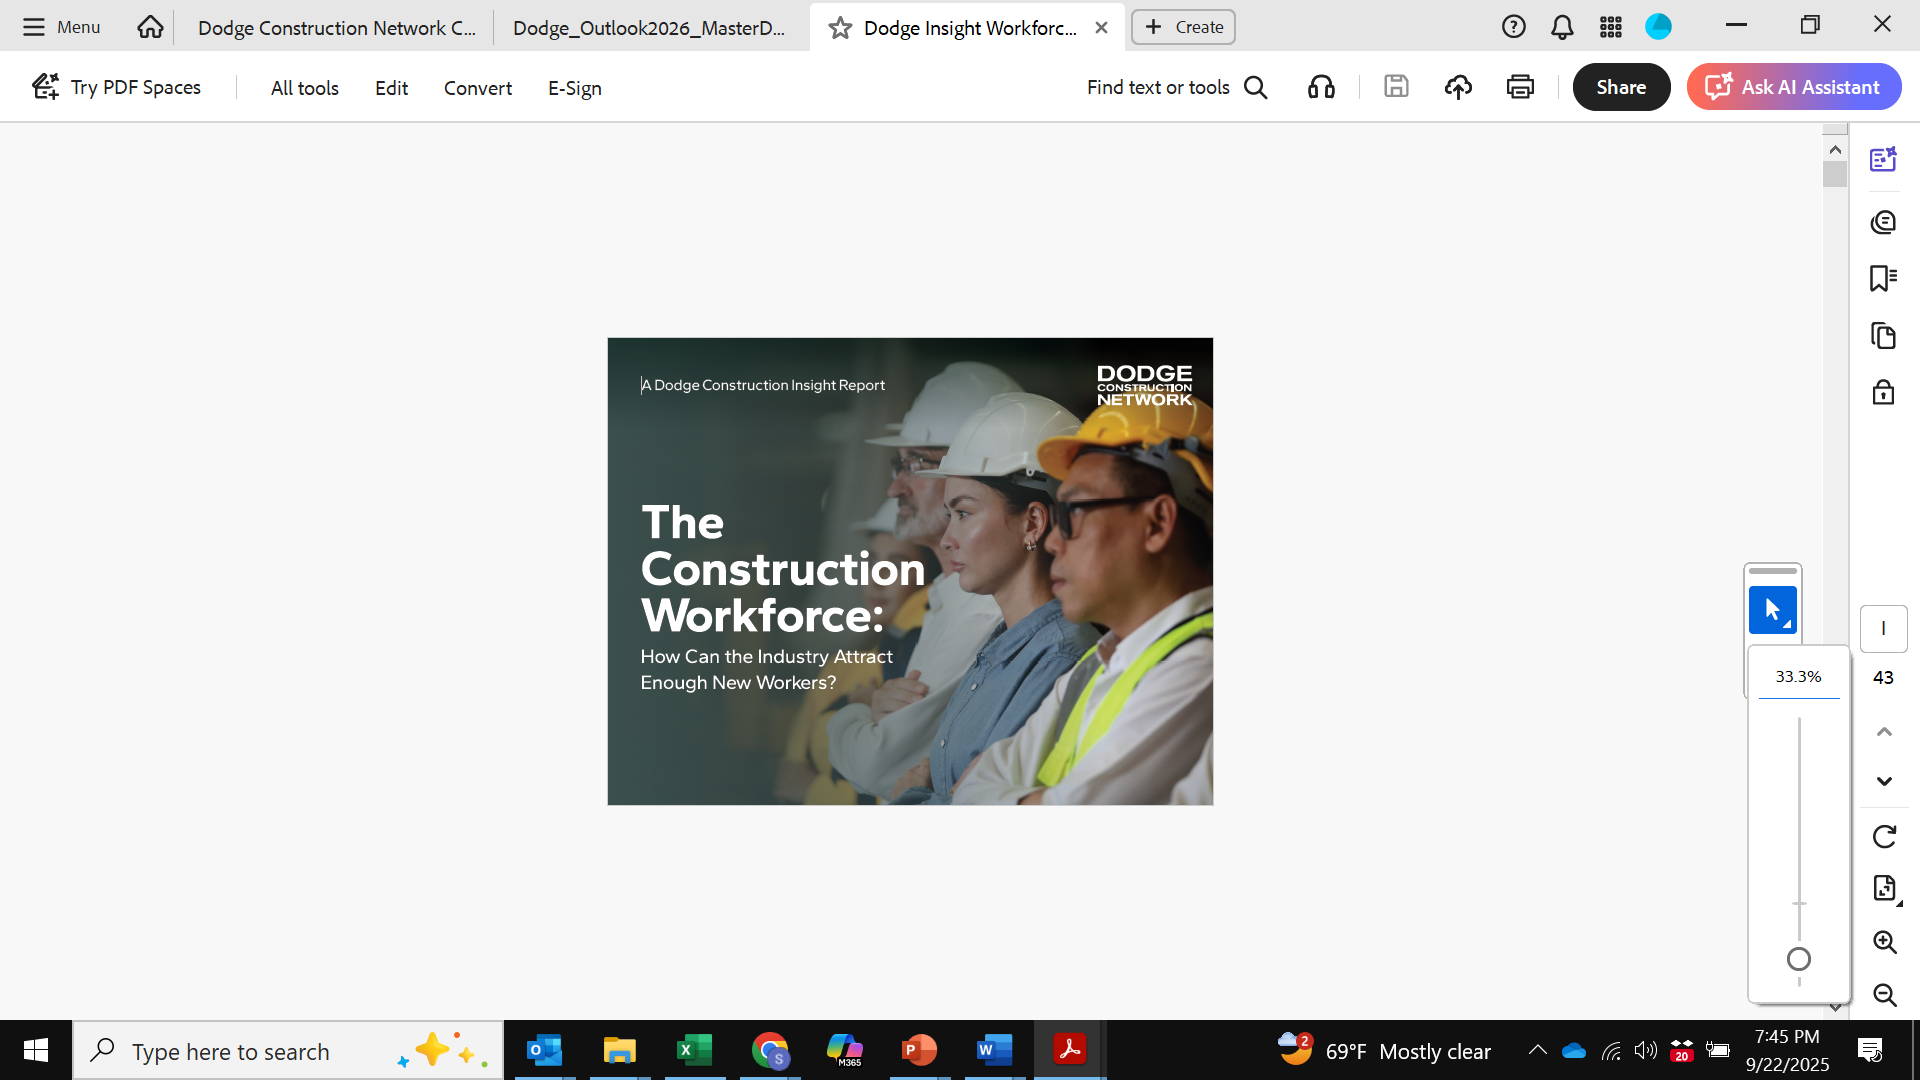 Menu
Dodge Construction Network C...
Dodge_Outlook2026_MasterD...
Dodge Insight Workforc...
Create
Try PDF Spaces
All tools
Edit
Convert
E-Sign
Find text or tools
Share
Ask AI Assistant
A Dodge Construction Insight Report
DODGE
CONSTRUCTION
NETWORK
The
Construction
Workforce:
How Can the Industry Attract
Enough New Workers?
I
33.3%
43
Type here to search
O
X
S
M365
P
W
2
69°F Mostly clear
20
7:45 PM
9/22/2025